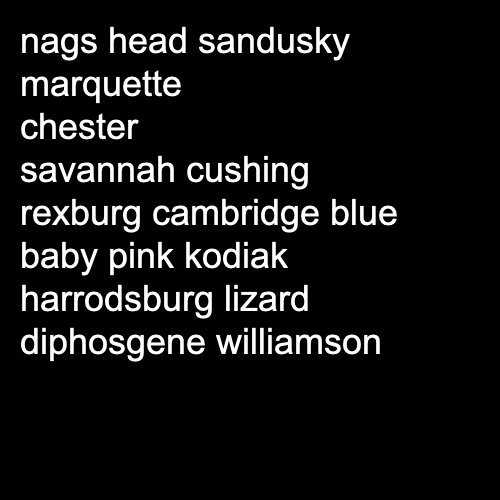 nags head sandusky
marquette
chester
savannah cushing
rexburg cambridge blue
baby pink kodiak
harrodsburg lizard
diphosgene williamson